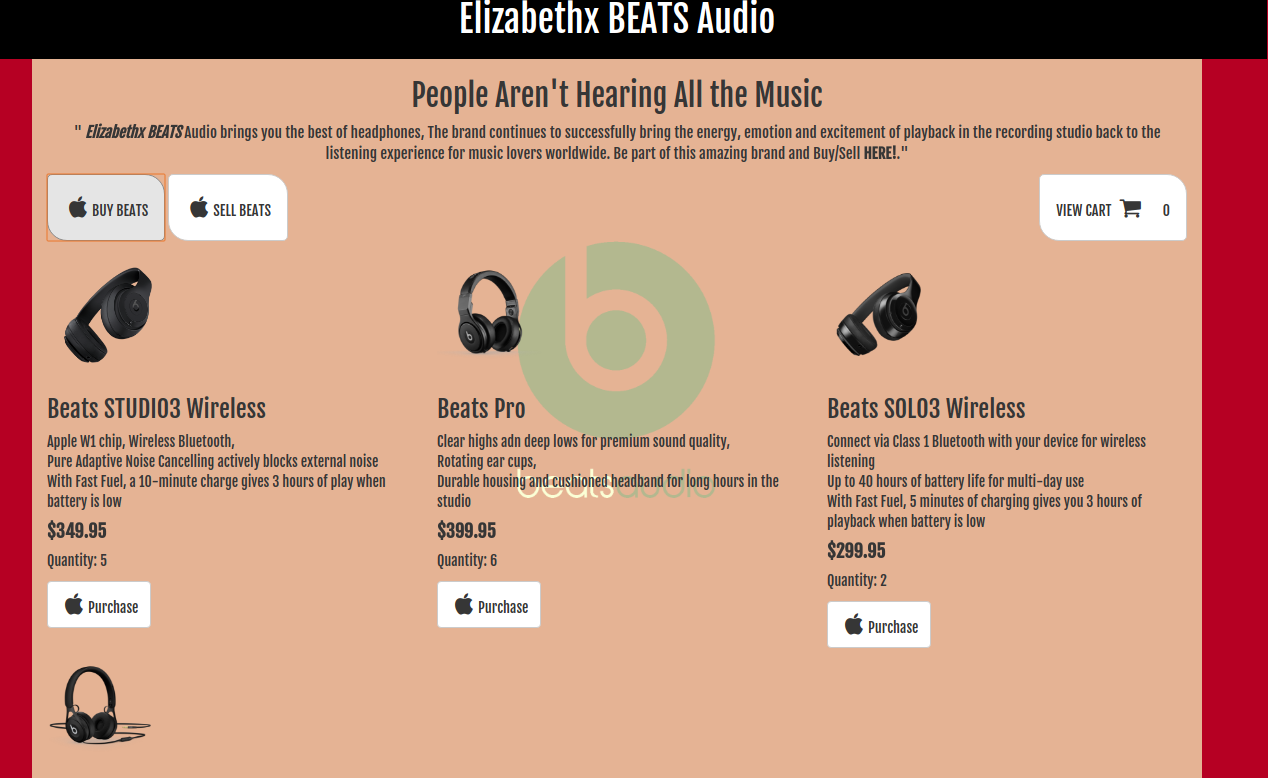 Elizabethx BEATS Audio
People Aren't Hearing All the Music
" Elizabethx BEATS Audio brings you the best of headphones, The brand continues to successfully bring the energy, emotion and excitement of playback in the recording studio back to the
listening experience for music lovers worldwide. Be part of this amazing brand and Buy/Sell HERE!."
BUY BEATS
SELL BEATS
VIEW CART 0
Beats STUDIO3 Wireless
Apple W1 chip, Wireless Bluetooth,
Pure Adaptive Noise Cancelling actively blocks external noise
With Fast Fuel, a 10-minute charge gives 3 hours of play when
battery is low
$349.95
Quantity: 5
Purchase
Beats Pro
Clear highs adn deep lows for premium sound quality,
Rotating ear cups,
Durable housing and cushioned headband for long hours in the
studio
$399.95
Quantity: 6
Purchase
beatsaudio
Beats SOLO3 Wireless
Connect via Class 1 Bluetooth with your device for wireless
listening
Up to 40 hours of battery life for multi-day use
With Fast Fuel, 5 minutes of charging gives you 3 hours of
playback when battery is low
$299.95
Quantity: 2
Purchase